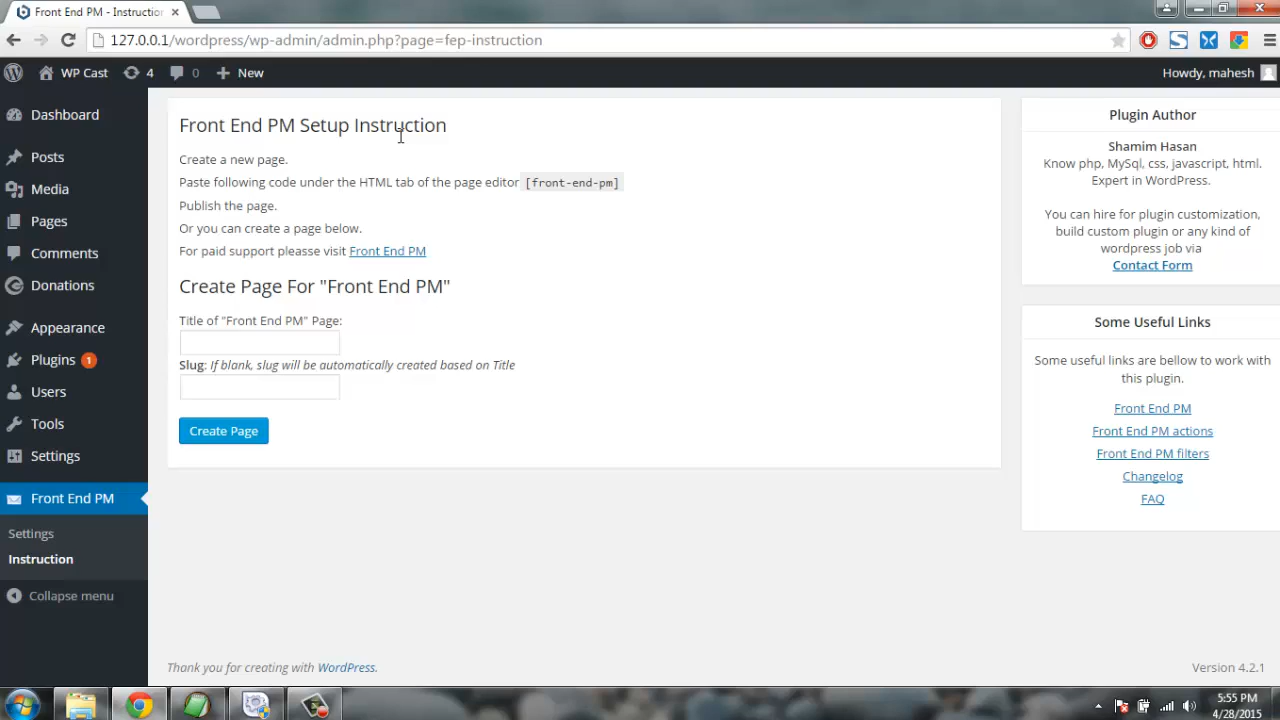 Front End PM - Instruction
127.0.0.1/wordpress/wp-admin/admin.php?page=fep-instruction
WP Cast
4
0
New
Howdy, mahesh
Dashboard
Posts
Media
Pages
Comments
Donations
Appearance
Plugins 1
Users
Tools
Settings
Front End PM
Settings
Instruction
Collapse menu
Front End PM Setup Instruction
Create a new page.
Paste following code under the HTML tab of the page editor [front-end-pm]
Publish the page.
Or you can create a page below.
For paid support pleasse visit Front End PM
Create Page For "Front End PM"
Title of "Front End PM" Page:
Slug: If blank, slug will be automatically created based on Title
Create Page
Plugin Author
Shamim Hasan
Know php, MySql, css, javascript, html.
Expert in WordPress.
You can hire for plugin customization,
build custom plugin or any kind of
wordpress job via
Contact Form
Some Useful Links
Some useful links are bellow to work with
this plugin.
Front End PM
Front End PM actions
Front End PM filters
Changelog
FAQ
Thank you for creating with WordPress.
Version 4.2.1
5:55 PM
4/28/2015